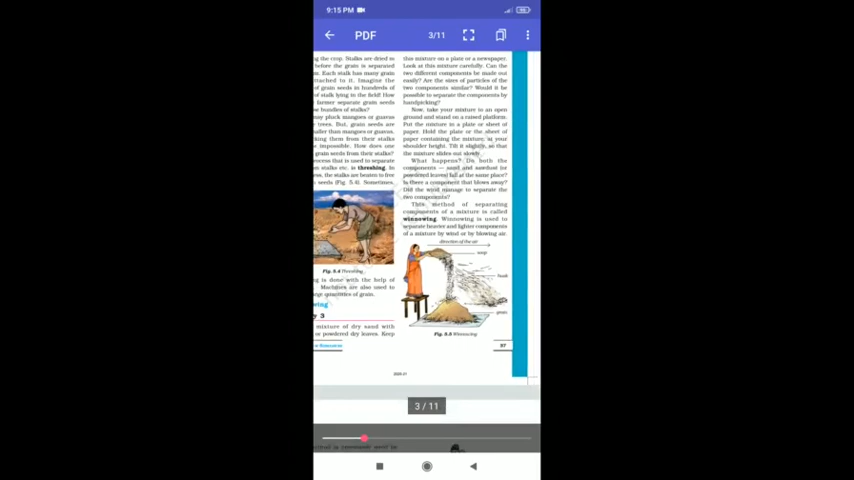 9:15 PM
PDF
3/11
ng the crop. Stalks are dried to
before the grain is separated
m. Each stalk has many grain
ttached to it. Imagine the
of grain seeds in hundreds of
of stalk lying in the field! How
farmer separate grain seeds
se bundles of stalks?
may pluck mangoes or guavas
trees. But, grain seeds are
aller than mangoes or guavas.
king them from their stalks
e impossible. How does one
grain seeds from their stalks?
rocess that is used to separate
m stalks etc. is threshing. In
ess, the stalks are beaten to free
seeds (Fig. 5.4). Sometimes,
Fig. 5.4 Threshing
ng is done with the help of
. Machines are also used to
arge quantities of grain.
wing
y 3
mixture of dry sand with
or powdered dry leaves. Keep
this mixture on a plate or a newspaper.
Look at this mixture carefully. Can the
two different components be made out
easily? Are the sizes of particles of the
two components similar? Would it be
possible to separate the components by
handpicking?
Now, take your mixture to an open
ground and stand on a raised platform.
Put the mixture in a plate or sheet of
paper. Hold the plate or the sheet of
paper containing the mixture, at your
shoulder height. Tilt it slightly, so that
the mixture slides out slowly.
What happens? Do both the
components — sand and sawdust (or
powdered leaves) fall at the same place?
Is there a component that blows away?
Did the wind manage to separate the
two components?
This method of separating
components of a mixture is called
winnowing. Winnowing is used to
separate heavier and lighter components
of a mixture by wind or by blowing air.
direction of the air
husk
grain
Fig. 5.5 Winnowing
37
2020-21
3 / 11